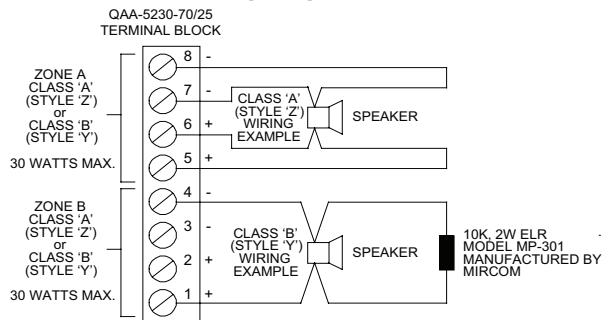 QAA-5230-70/25
TERMINAL BLOCK
ZONE A
CLASS ‘A’
(STYLE ‘Z’)
or
CLASS ‘B’
(STYLE ‘Y’)
30 WATTS MAX.
8 -
7 -
6 +
5 +
CLASS ‘A’
(STYLE ‘Z’)
WIRING
EXAMPLE
SPEAKER
ZONE B
CLASS ‘A’
(STYLE ‘Z’)
or
CLASS ‘B’
(STYLE ‘Y’)
30 WATTS MAX.
4 -
3 -
2 +
1 +
CLASS ‘B’
(STYLE ‘Y’)
WIRING
EXAMPLE
SPEAKER
10K, 2W ELR
MODEL MP-301
MANUFACTURED BY
MIRCOM